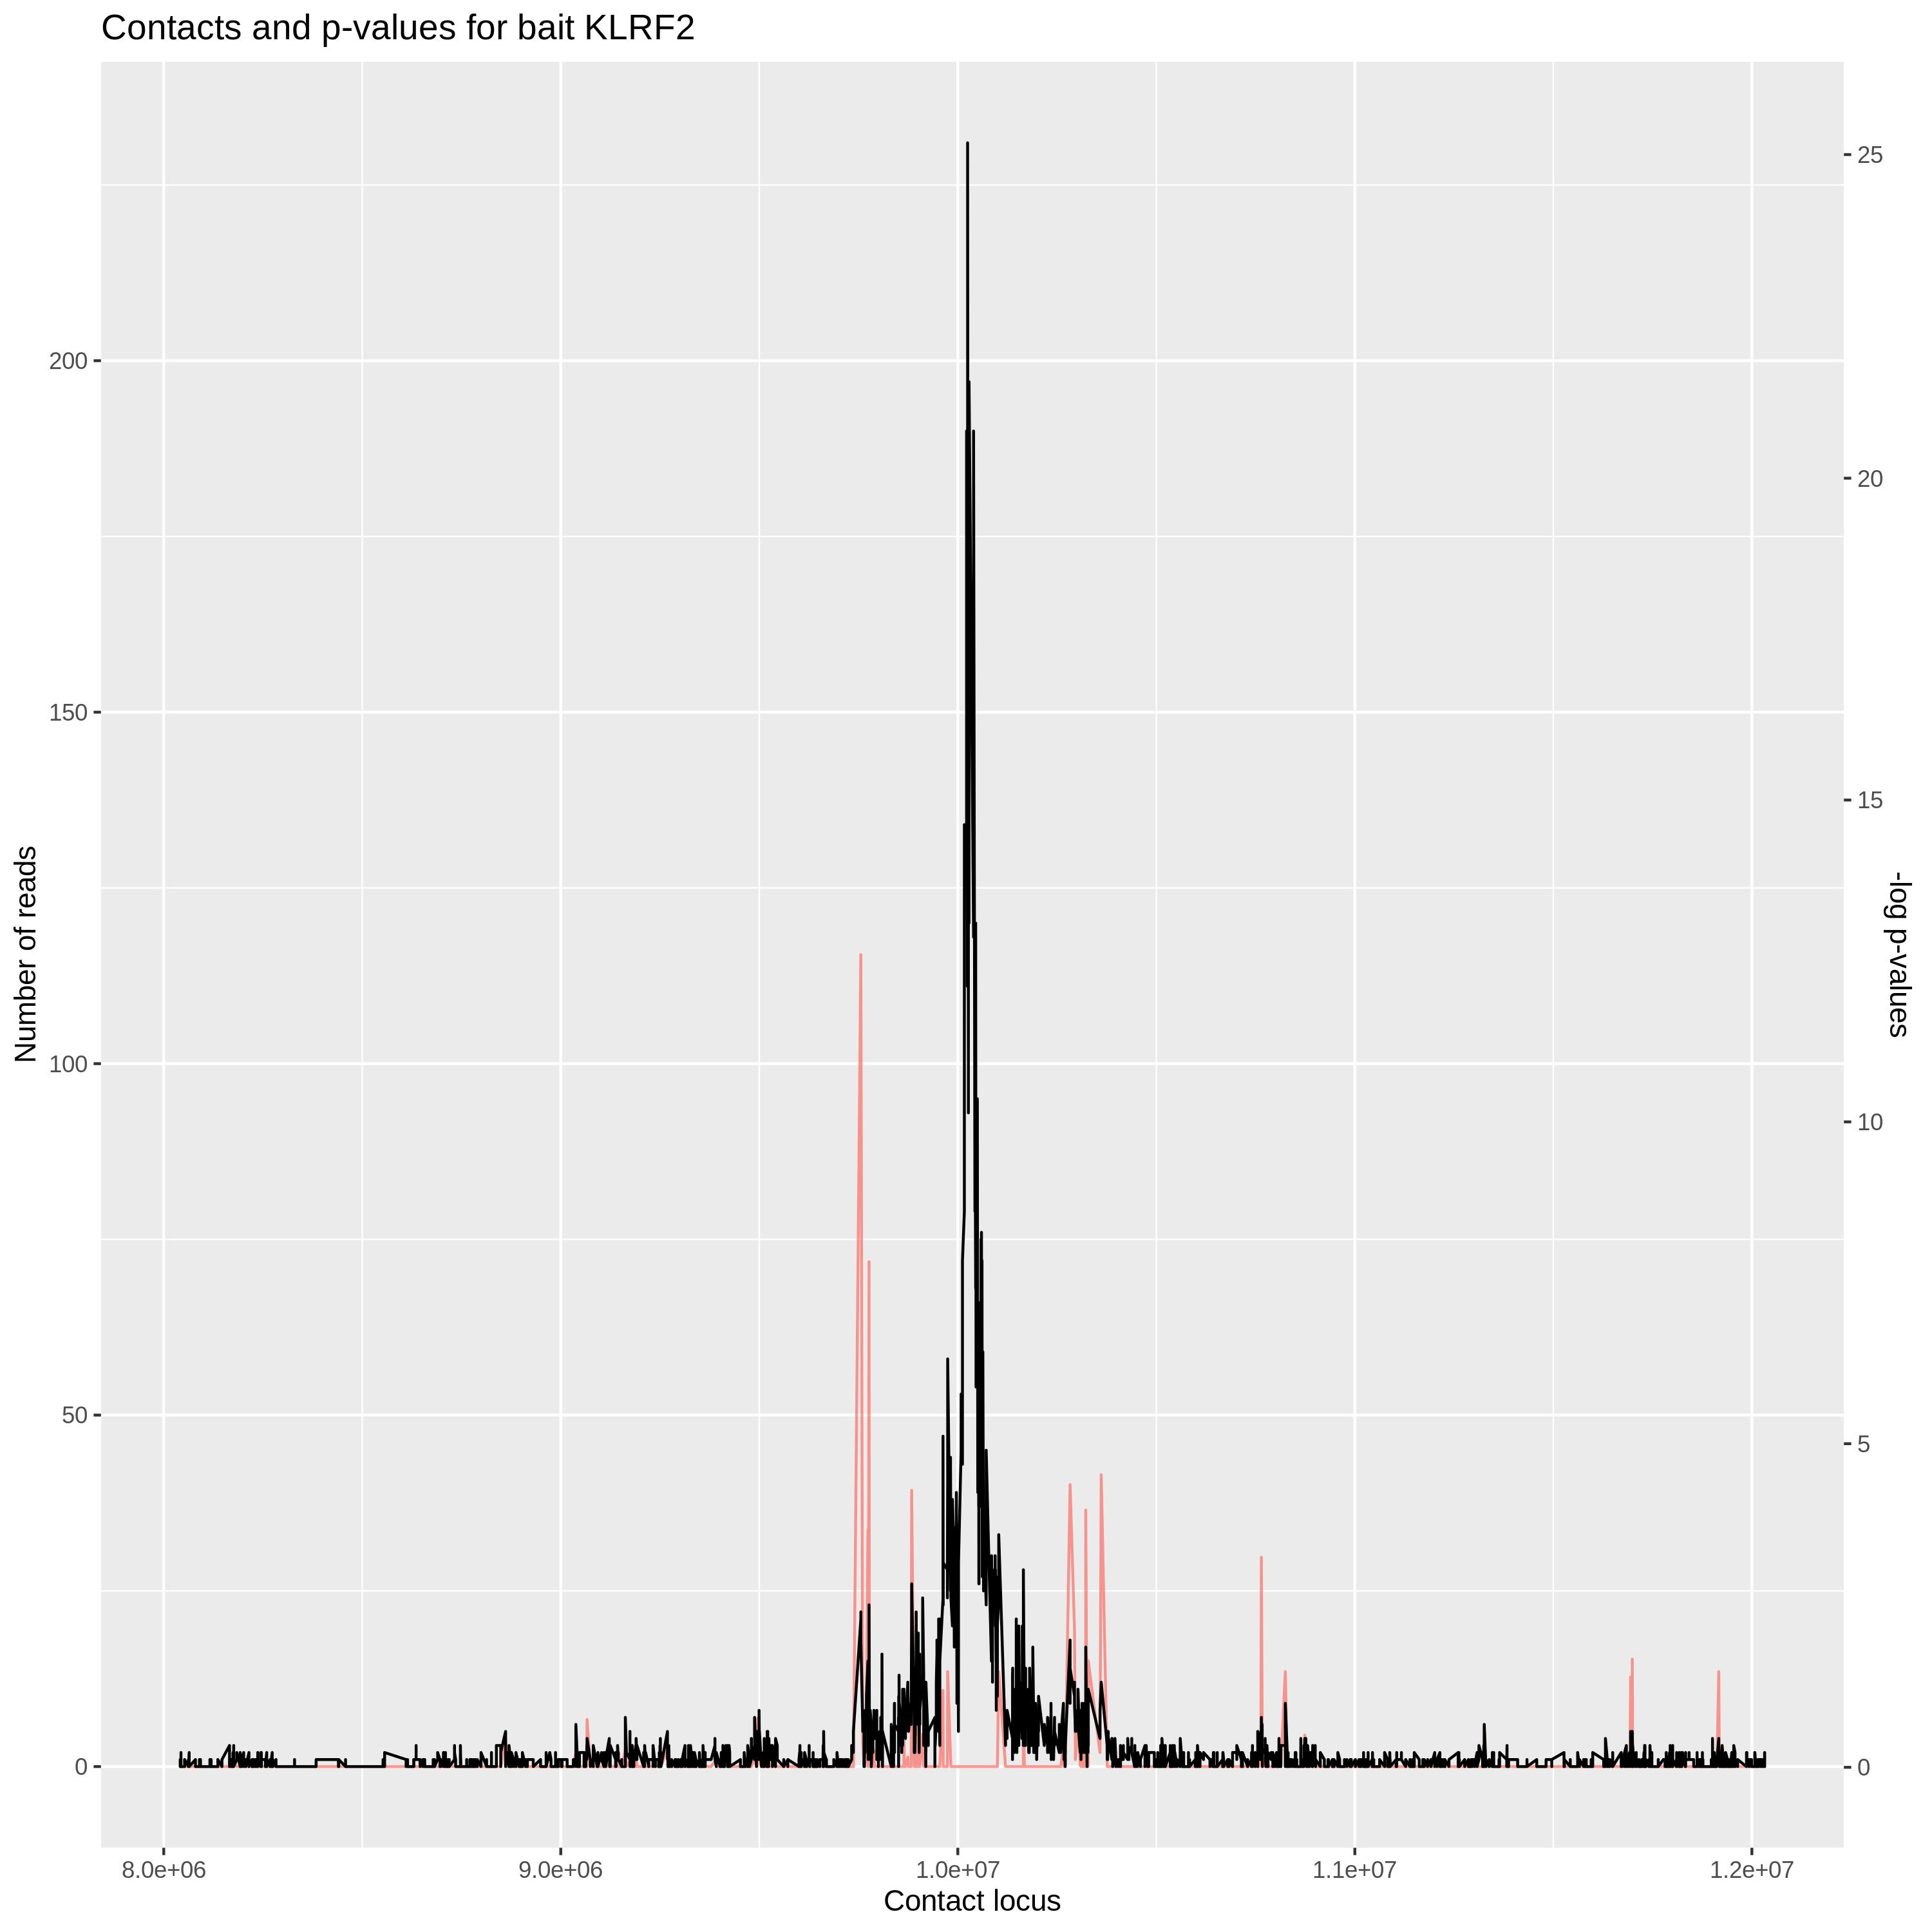 Contacts and p-values for bait KLRF2
Number of reads
200
150
100
50
0
25
20
15
10
5
0
-log p-values
8.0e+06 9.0e+06 1.0e+07 1.1e+07 1.2e+07
Contact locus